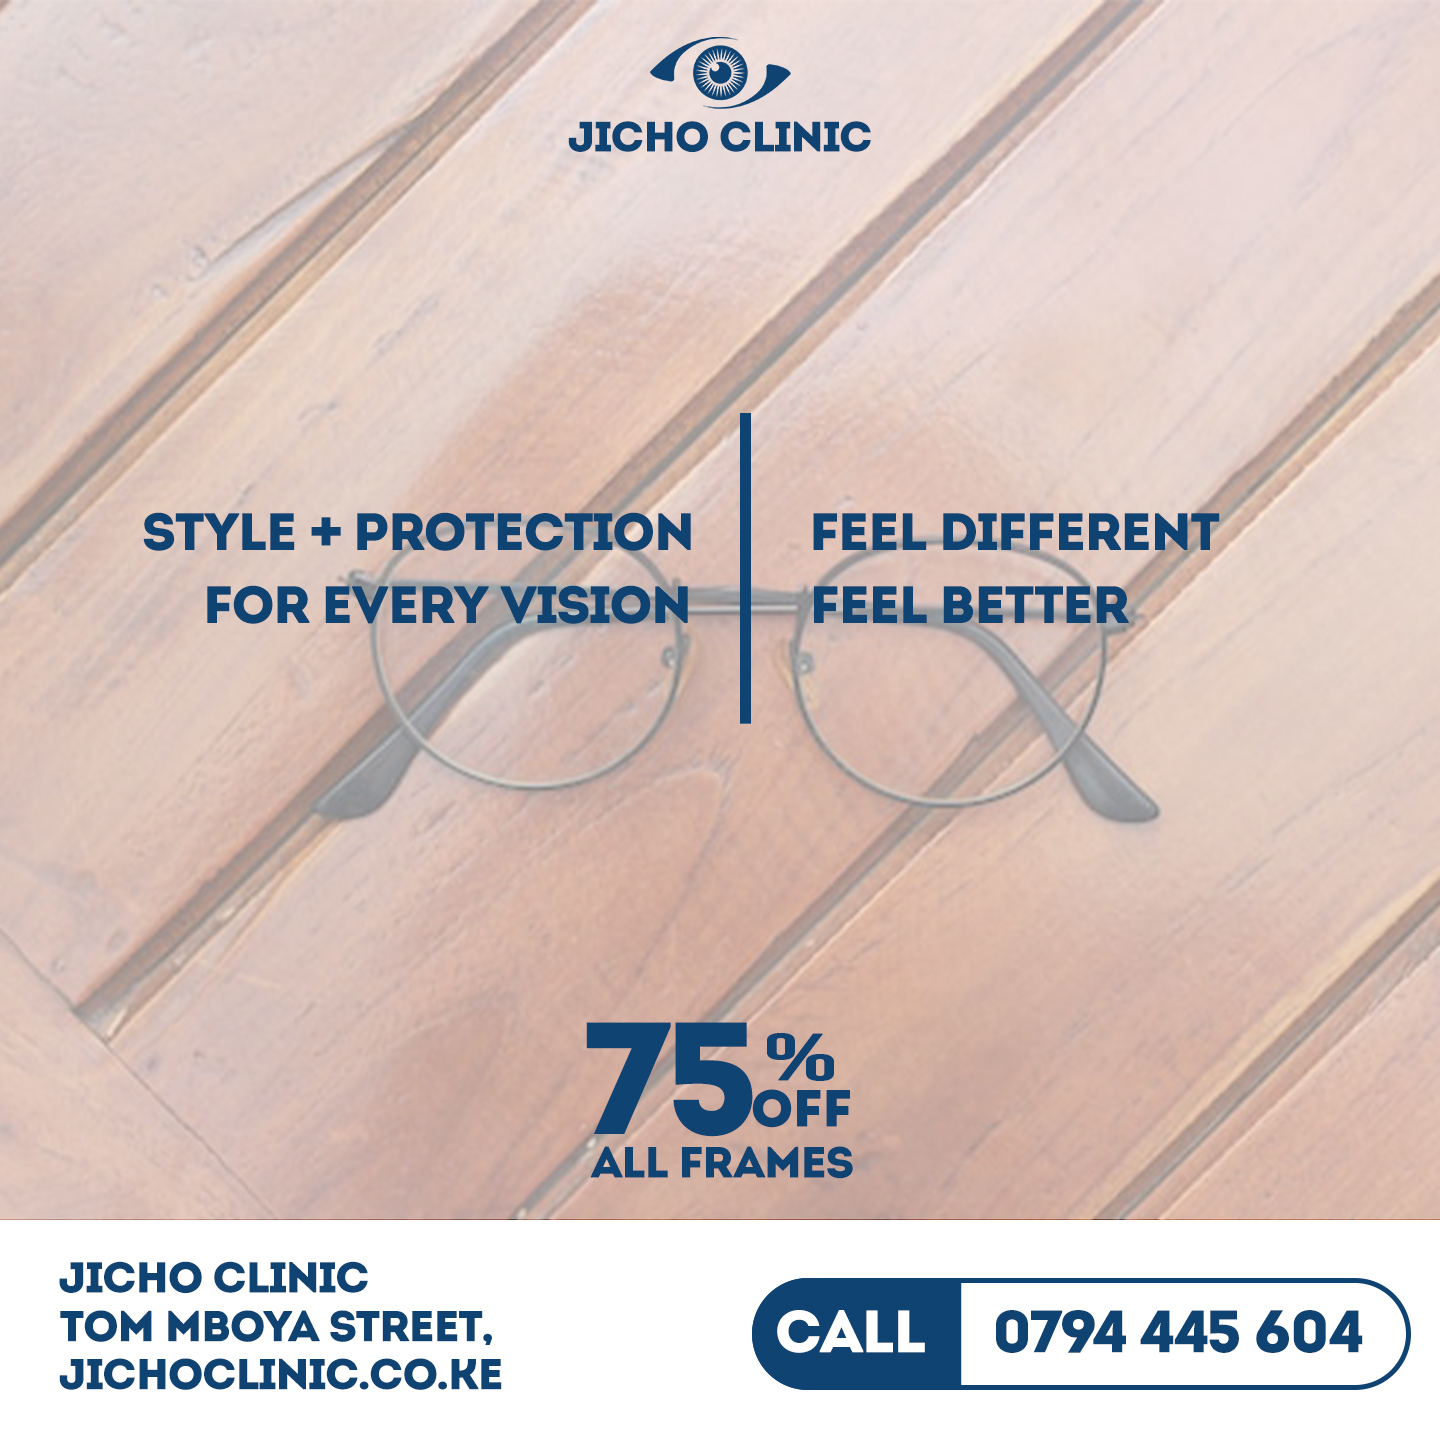 JICHO CLINIC
STYLE + PROTECTION
FOR EVERY VISION
FEEL DIFFERENT
FEEL BETTER
75% OFF
ALL FRAMES
JICHO CLINIC
TOM MBOYA STREET,
JICHOCLINIC.CO.KE
CALL 0794 445 604